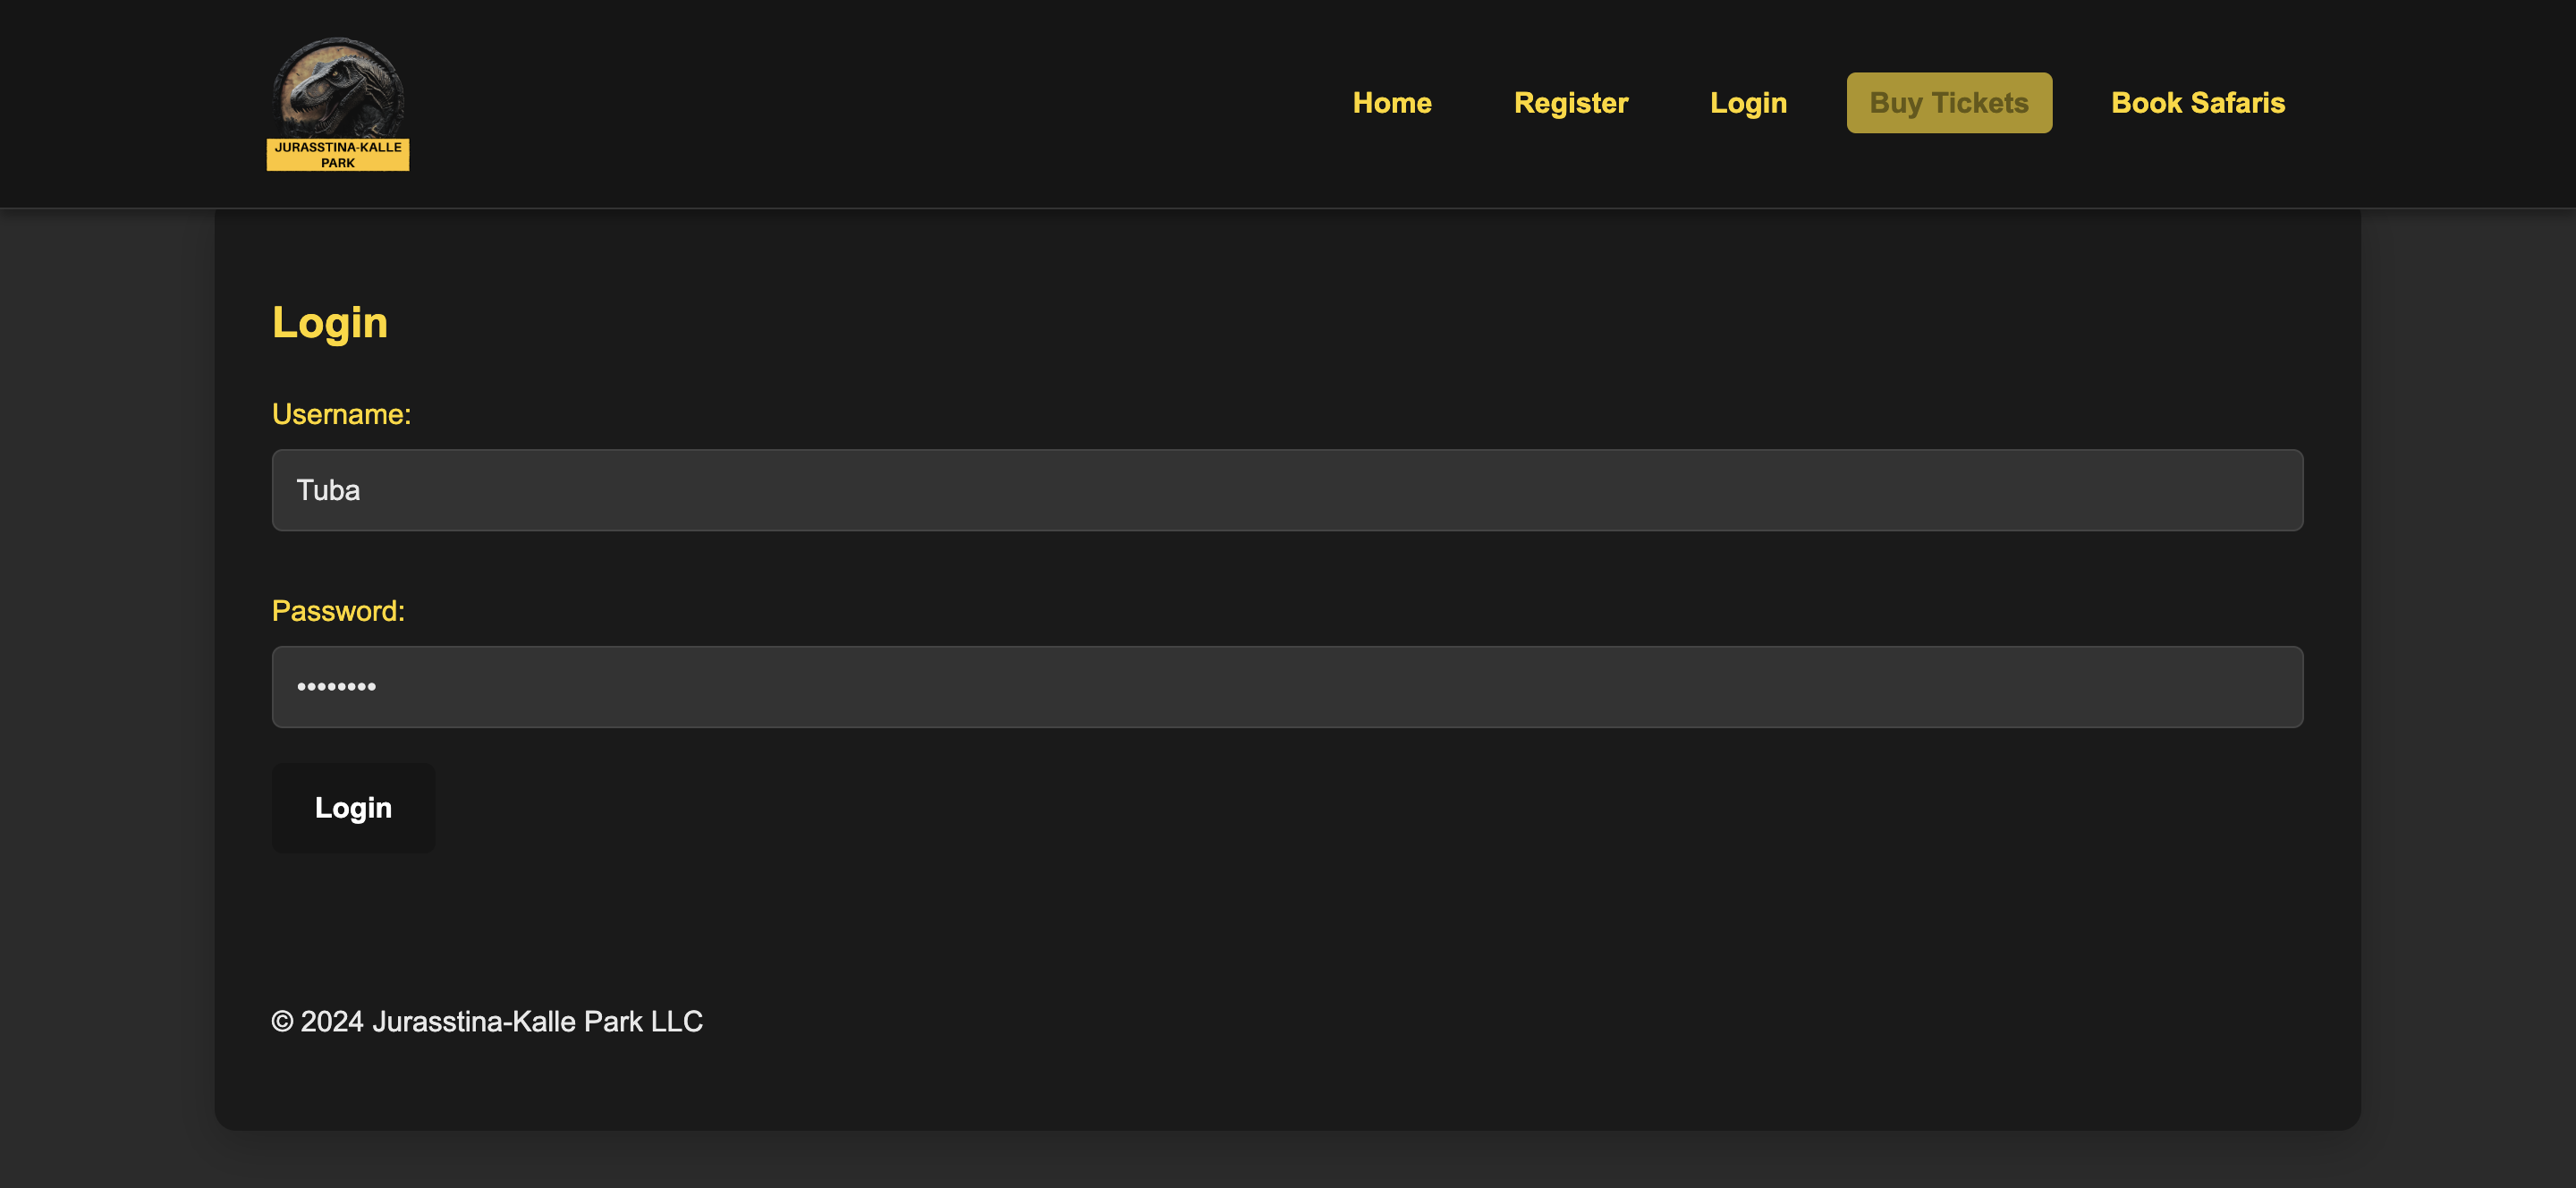 JURASSTINA-KALLE
PARK
Home Register Login Buy Tickets Book Safaris
Login
Username:
Tuba
Password:
••••••••
Login
© 2024 Jurasstina-Kalle Park LLC